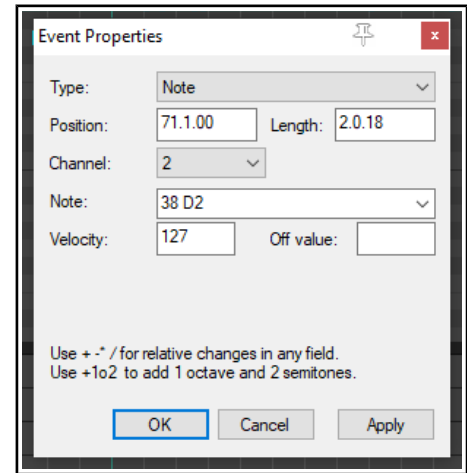 Event Properties
Type: Note
Position: 71.1.00 Length: 2.0.18
Channel: 2
Note: 38 D2
Velocity: 127 Off value:
Use + -* / for relative changes in any field.
Use +1o2 to add 1 octave and 2 semitones.
OK Cancel Apply